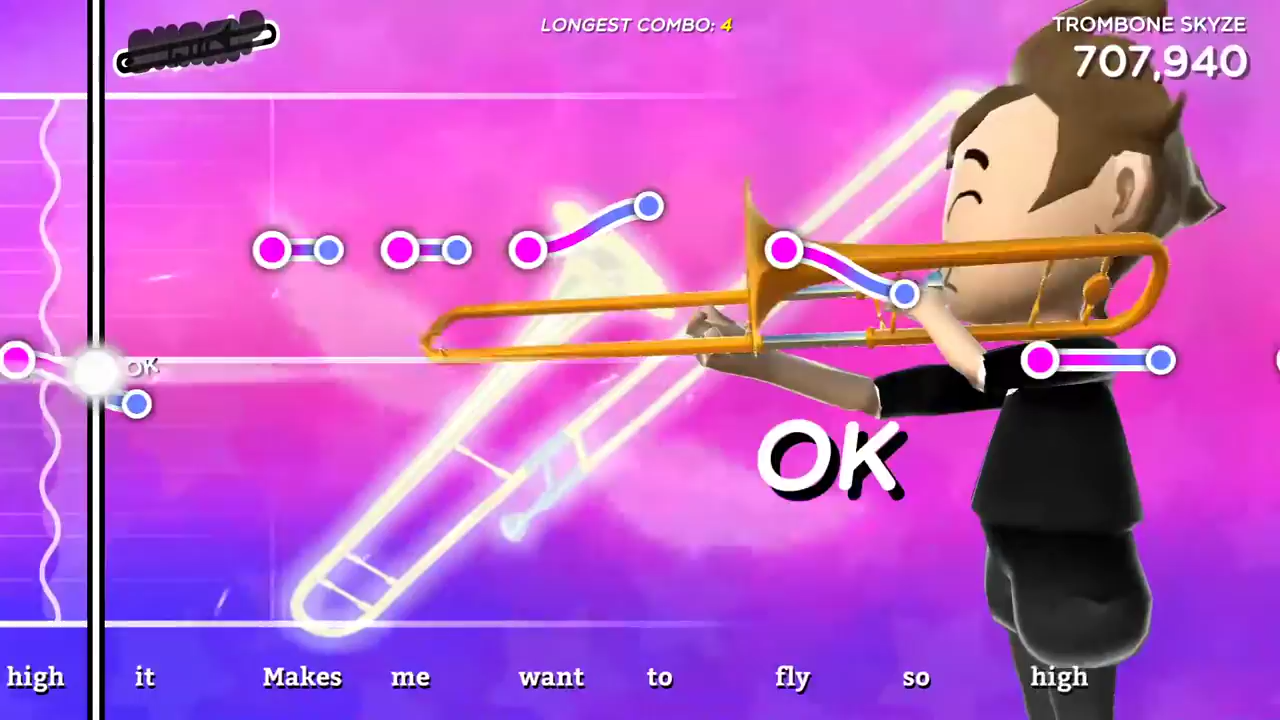 LONGEST COMBO: 4
TROMBONE SKYZE
707,940
OK
OK
high it Makes me want to fly so high